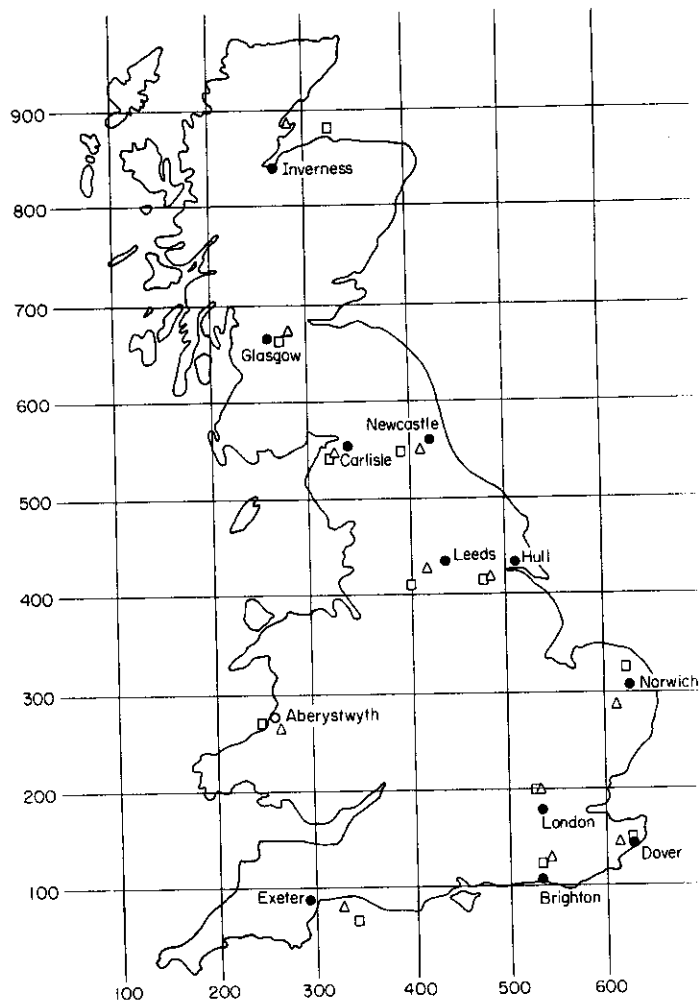 900
Inverness
800
700
Glasgow
600
Newcastle
Carlisle
500
Leeds
Hull
400
300
Norwich
Aberystwyth
200
London
Dover
100
Exeter
Brighton
100 200 300 400 500 600